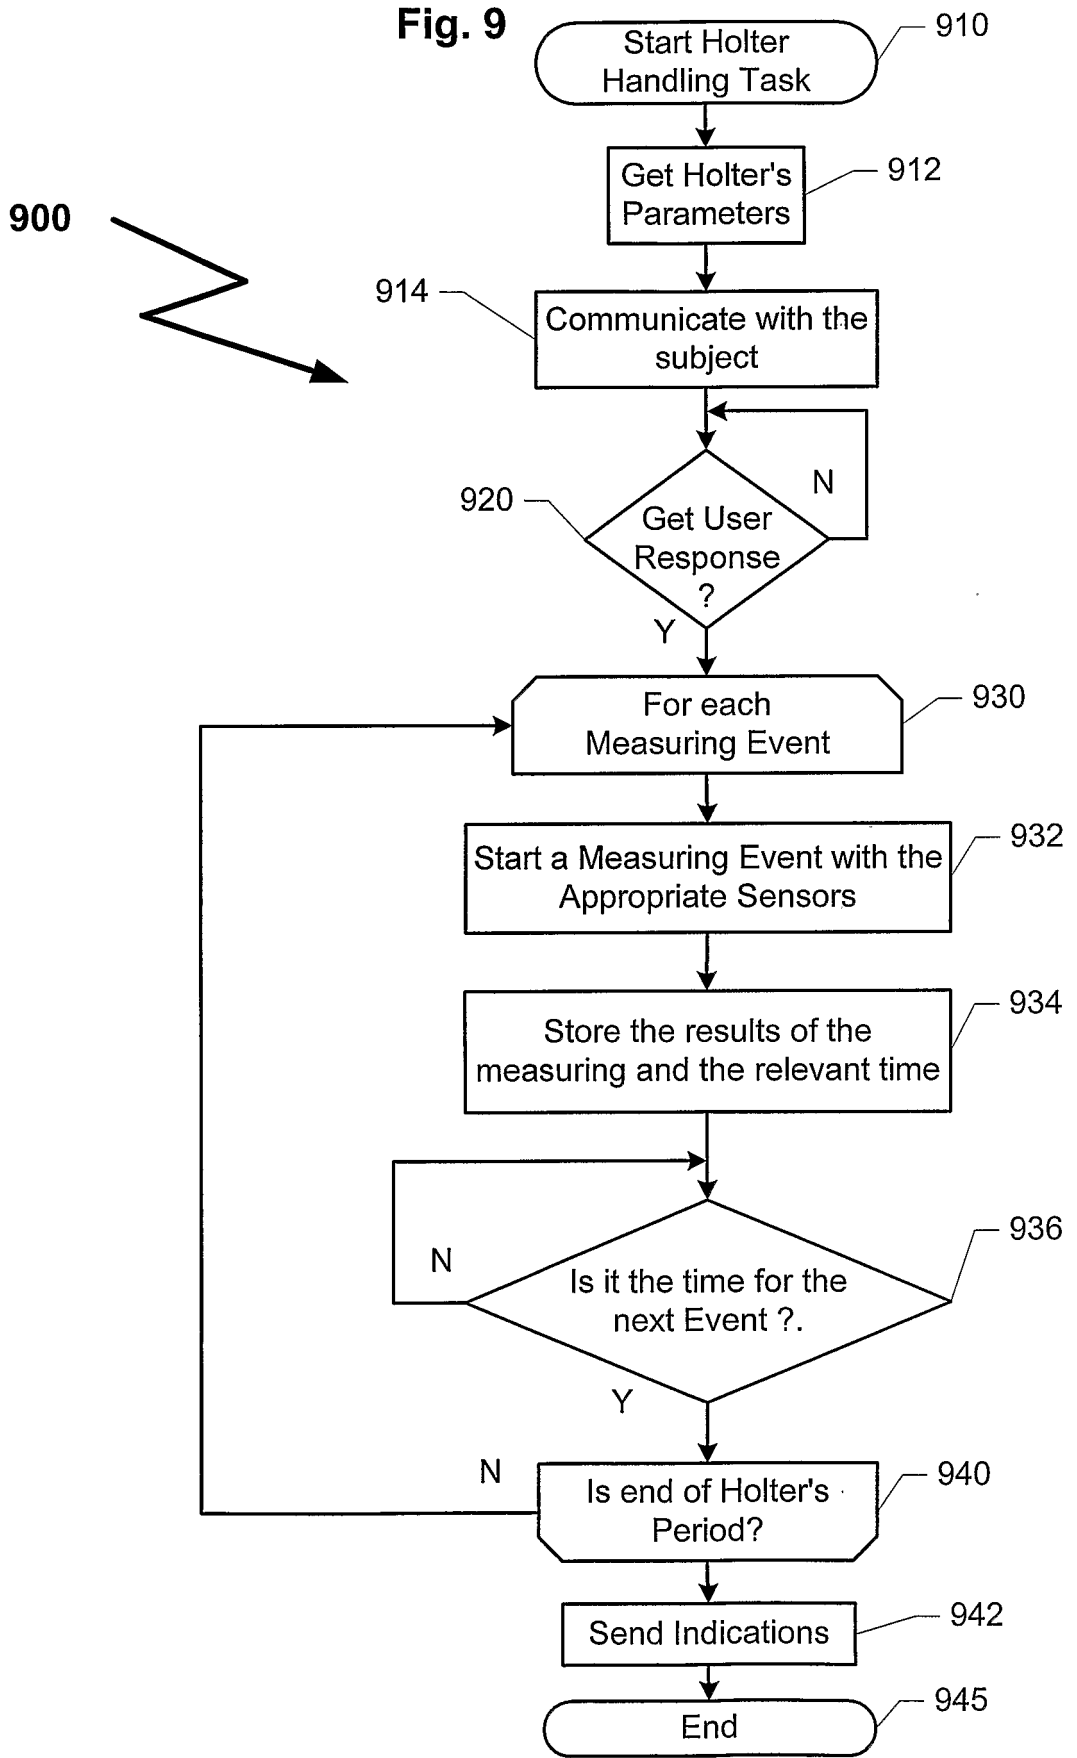 Fig. 9
Start Holter
Handling Task
910
Get Holter's
Parameters
912
900
914
Communicate with the
subject
N
920
Get User
Response
?
Y
For each
Measuring Event
930
Start a Measuring Event with the
Appropriate Sensors
932
Store the results of the
measuring and the relevant time
934
N
Is it the time for the
next Event ?.
936
Y
N
Is end of Holter's
Period?
940
Send Indications
942
End
945